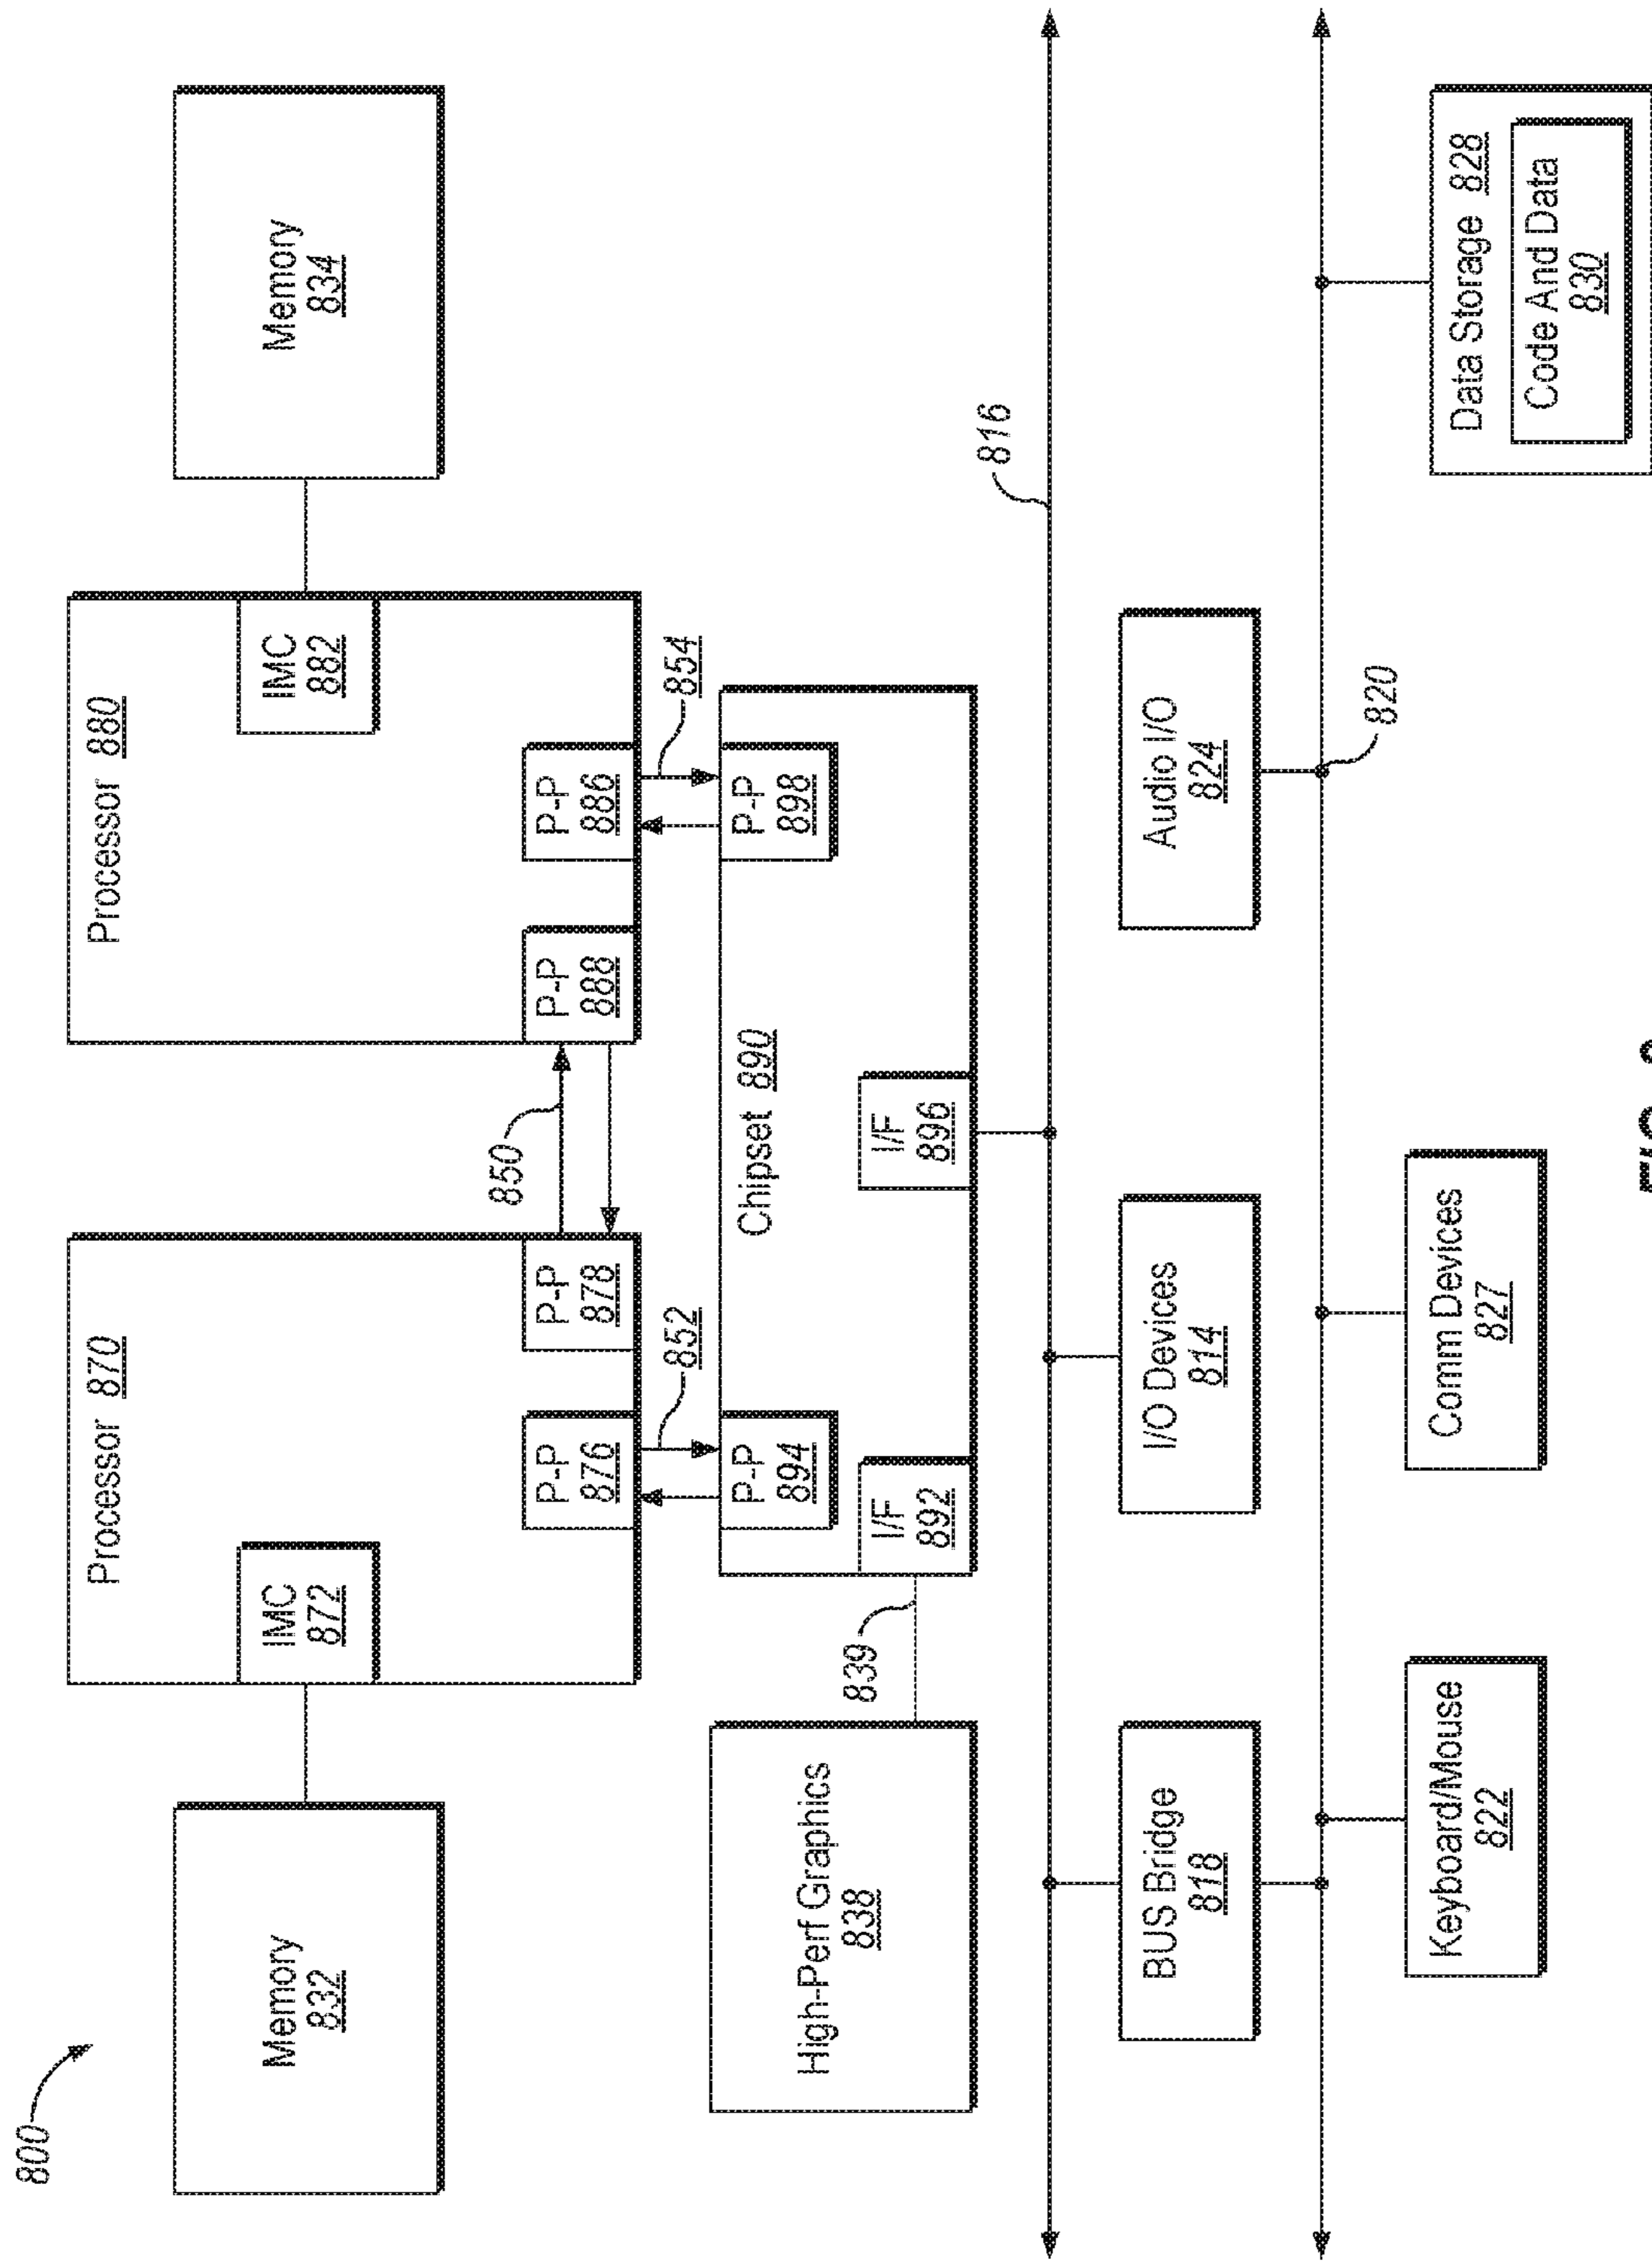 800
Memory
832
Processor 870
IMC
872
P-P
876
P-P
878
850
Processor 880
IMC
882
P-P
888
P-P
886
Memory
834
852
854
High-Perf Graphics
838
839
Chipset 890
P-P
894
P-P
898
I/F
892
I/F
896
816
BUS Bridge
818
I/O Devices
814
Audio I/O
824
820
Keyboard/Mouse
822
Comm Devices
827
Data Storage 828
Code And Data
830